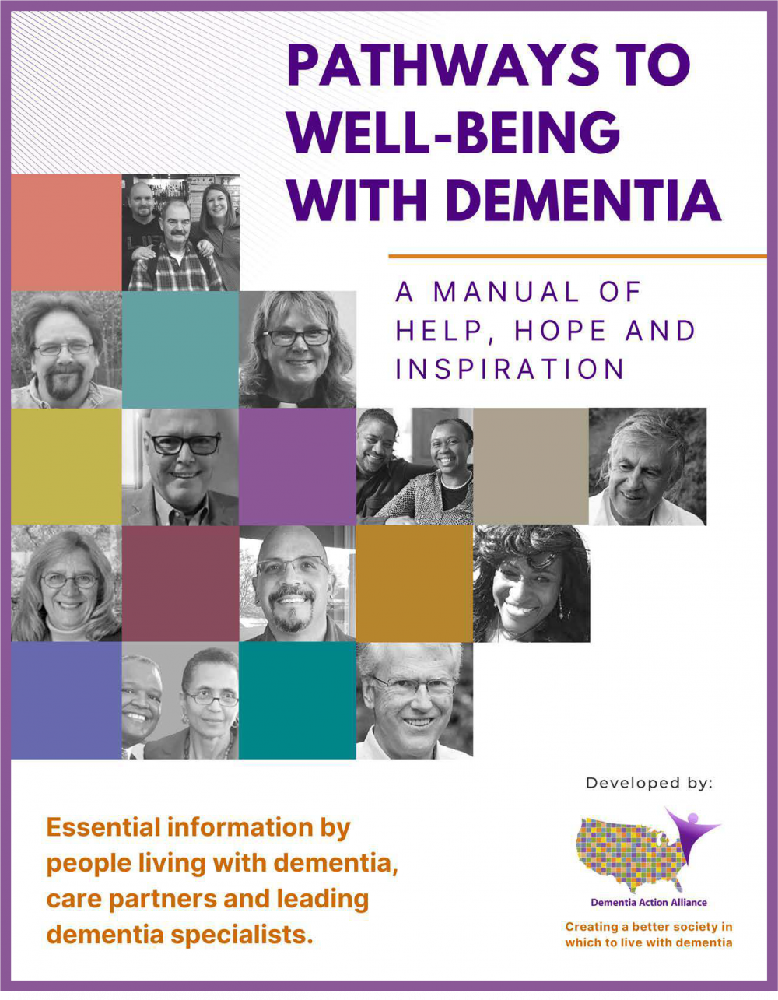 PATHWAYS TO
WELL-BEING
WITH DEMENTIA
A MANUAL OF
HELP, HOPE AND
INSPIRATION
Essential information by
people living with dementia,
care partners and leading
dementia specialists.
Developed by:
Dementia Action Alliance
Creating a better society in
which to live with dementia